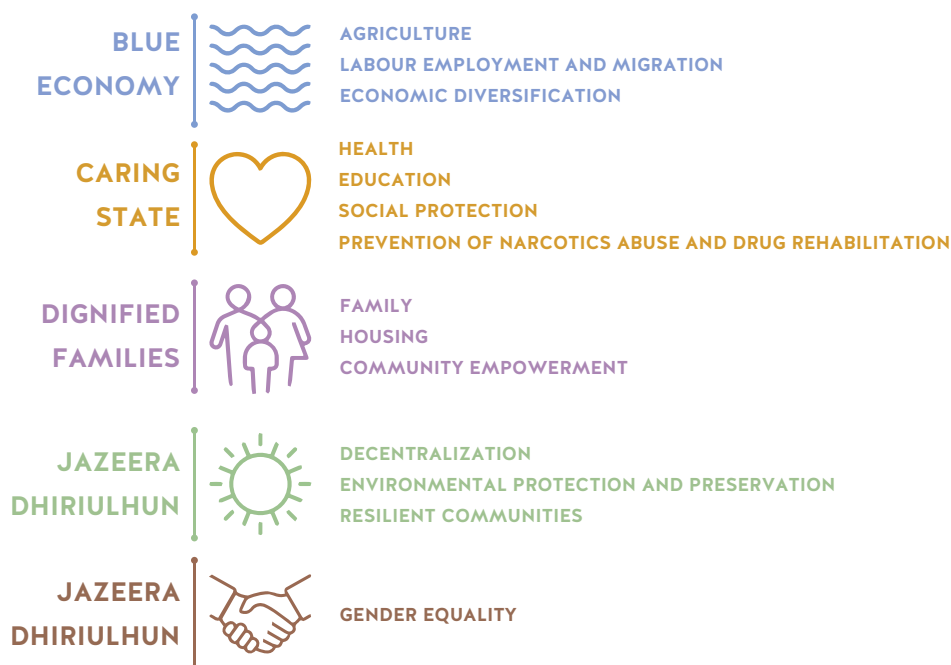 BLUE
ECONOMY
AGRICULTURE
LABOUR EMPLOYMENT AND MIGRATION
ECONOMIC DIVERSIFICATION
CARING
STATE
HEALTH
EDUCATION
SOCIAL PROTECTION
PREVENTION OF NARCOTICS ABUSE AND DRUG REHABILITATION
DIGNIFIED
FAMILIES
FAMILY
HOUSING
COMMUNITY EMPOWERMENT
JAZEERA
DHIRIULHUN
DECENTRALIZATION
ENVIRONMENTAL PROTECTION AND PRESERVATION
RESILIENT COMMUNITIES
JAZEERA
DHIRIULHUN
GENDER EQUALITY